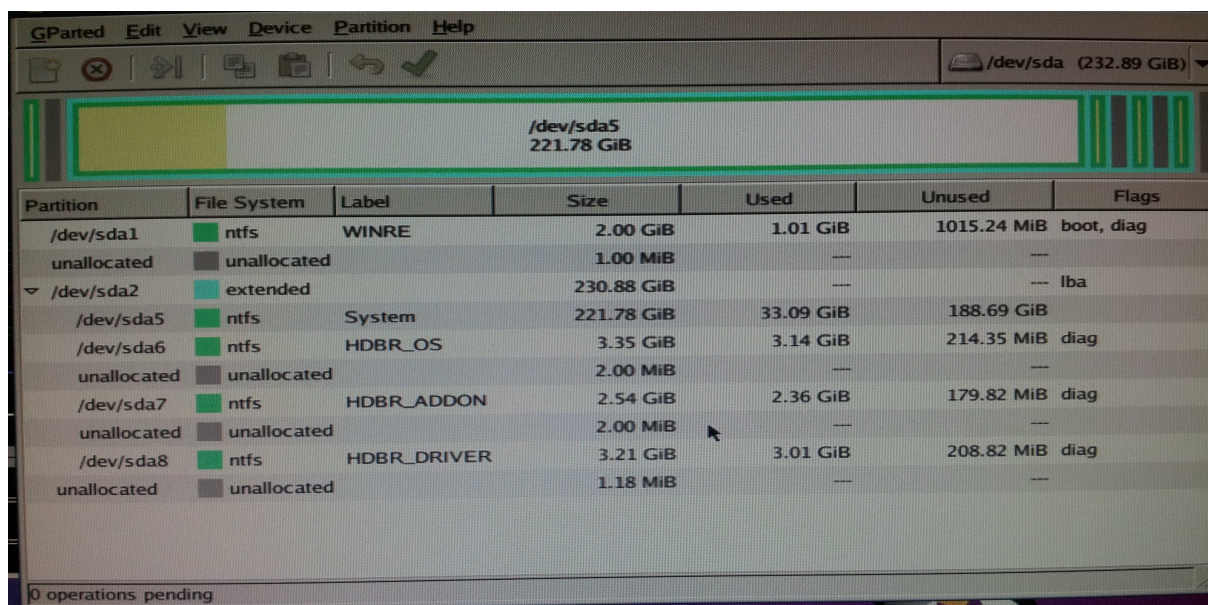 GParted Edit View Device Partition Help
/dev/sda (232.89 GiB)
/dev/sda5
221.78 GiB
Partition File System Label Size Used Unused Flags
/dev/sda1 ntfs WINRE 2.00 GiB 1.01 GiB 1015.24 MiB boot, diag
unallocated unallocated 1.00 MiB --- ---
/dev/sda2 extended 230.88 GiB --- --- lba
/dev/sda5 ntfs System 221.78 GiB 33.09 GiB 188.69 GiB
/dev/sda6 ntfs HDBR_OS 3.35 GiB 3.14 GiB 214.35 MiB diag
unallocated unallocated 2.00 MiB --- ---
/dev/sda7 ntfs HDBR_ADDON 2.54 GiB 2.36 GiB 179.82 MiB diag
unallocated unallocated 2.00 MiB --- ---
/dev/sda8 ntfs HDBR_DRIVER 3.21 GiB 3.01 GiB 208.82 MiB diag
unallocated unallocated 1.18 MiB --- ---
0 operations pending